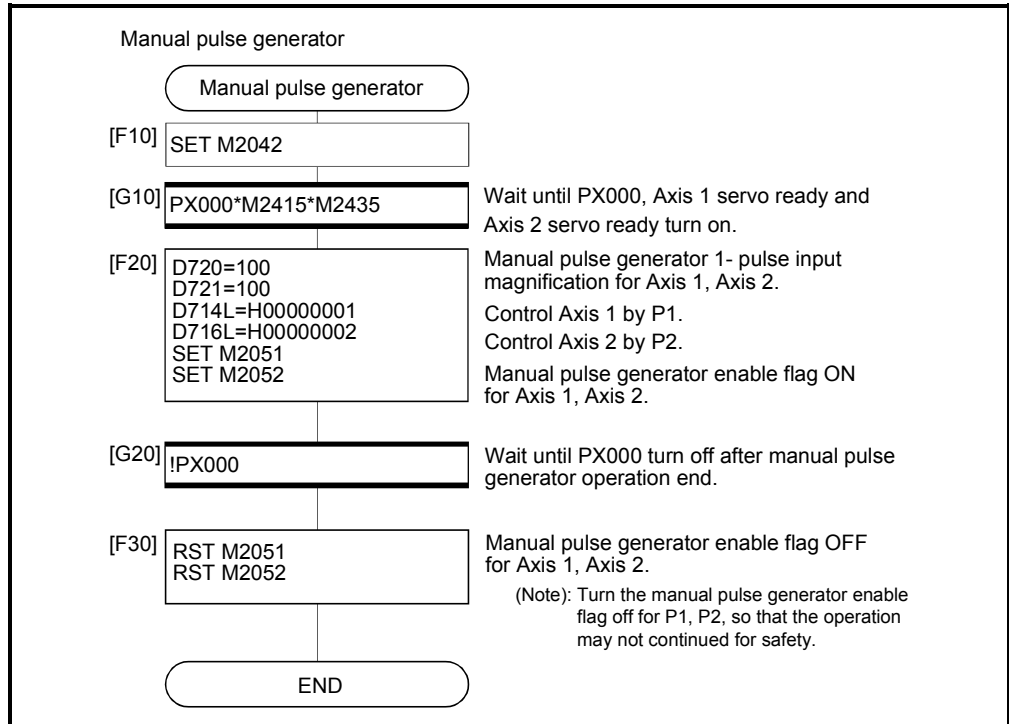 Manual pulse generator
Manual pulse generator
[F10] SET M2042
[G10] PX000*M2415*M2435
Wait until PX000, Axis 1 servo ready and
Axis 2 servo ready turn on.
[F20] D720=100
D721=100
D714L=H00000001
D716L=H00000002
SET M2051
SET M2052
Manual pulse generator 1- pulse input
magnification for Axis 1, Axis 2.
Control Axis 1 by P1.
Control Axis 2 by P2.
Manual pulse generator enable flag ON
for Axis 1, Axis 2.
[G20] !PX000
Wait until PX000 turn off after manual pulse
generator operation end.
[F30] RST M2051
RST M2052
Manual pulse generator enable flag OFF
for Axis 1, Axis 2.
(Note): Turn the manual pulse generator enable
flag off for P1, P2, so that the operation
may not continued for safety.
END